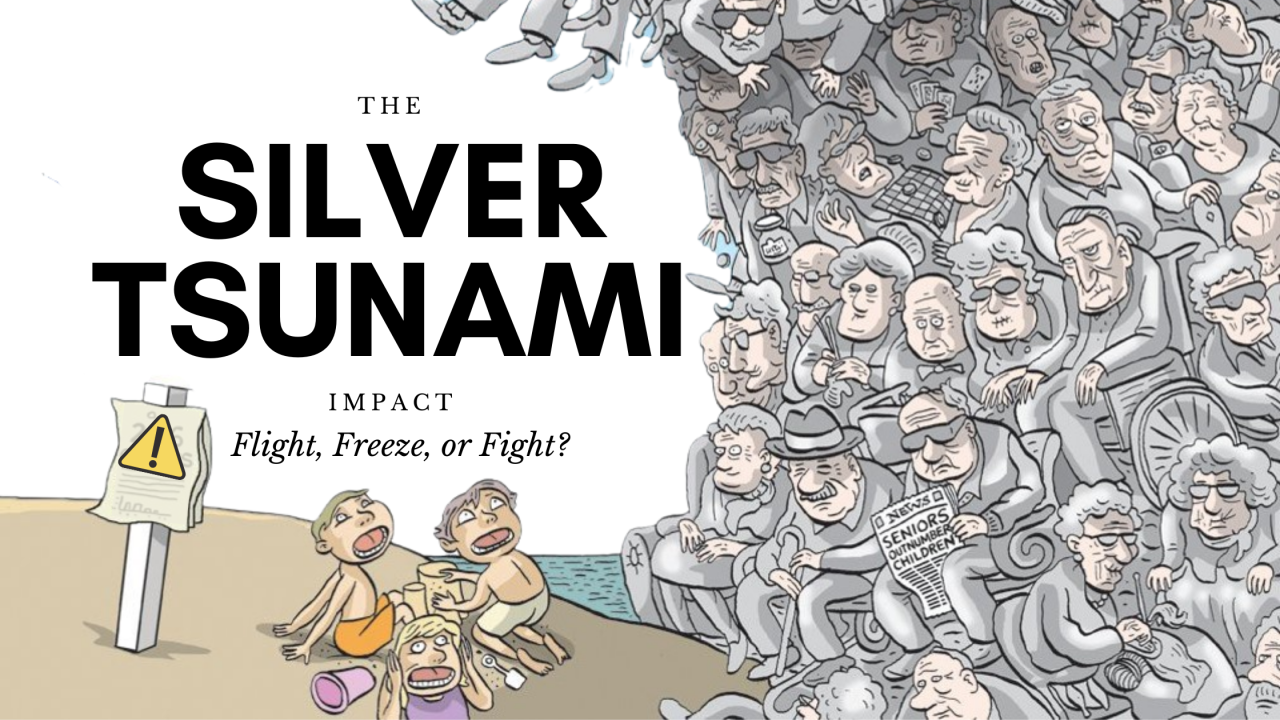 THE
SILVER
TSUNAMI
IMPACT
Flight, Freeze, or Fight?
NEWS
SENIORS
OUTNUMBER
CHILDREN